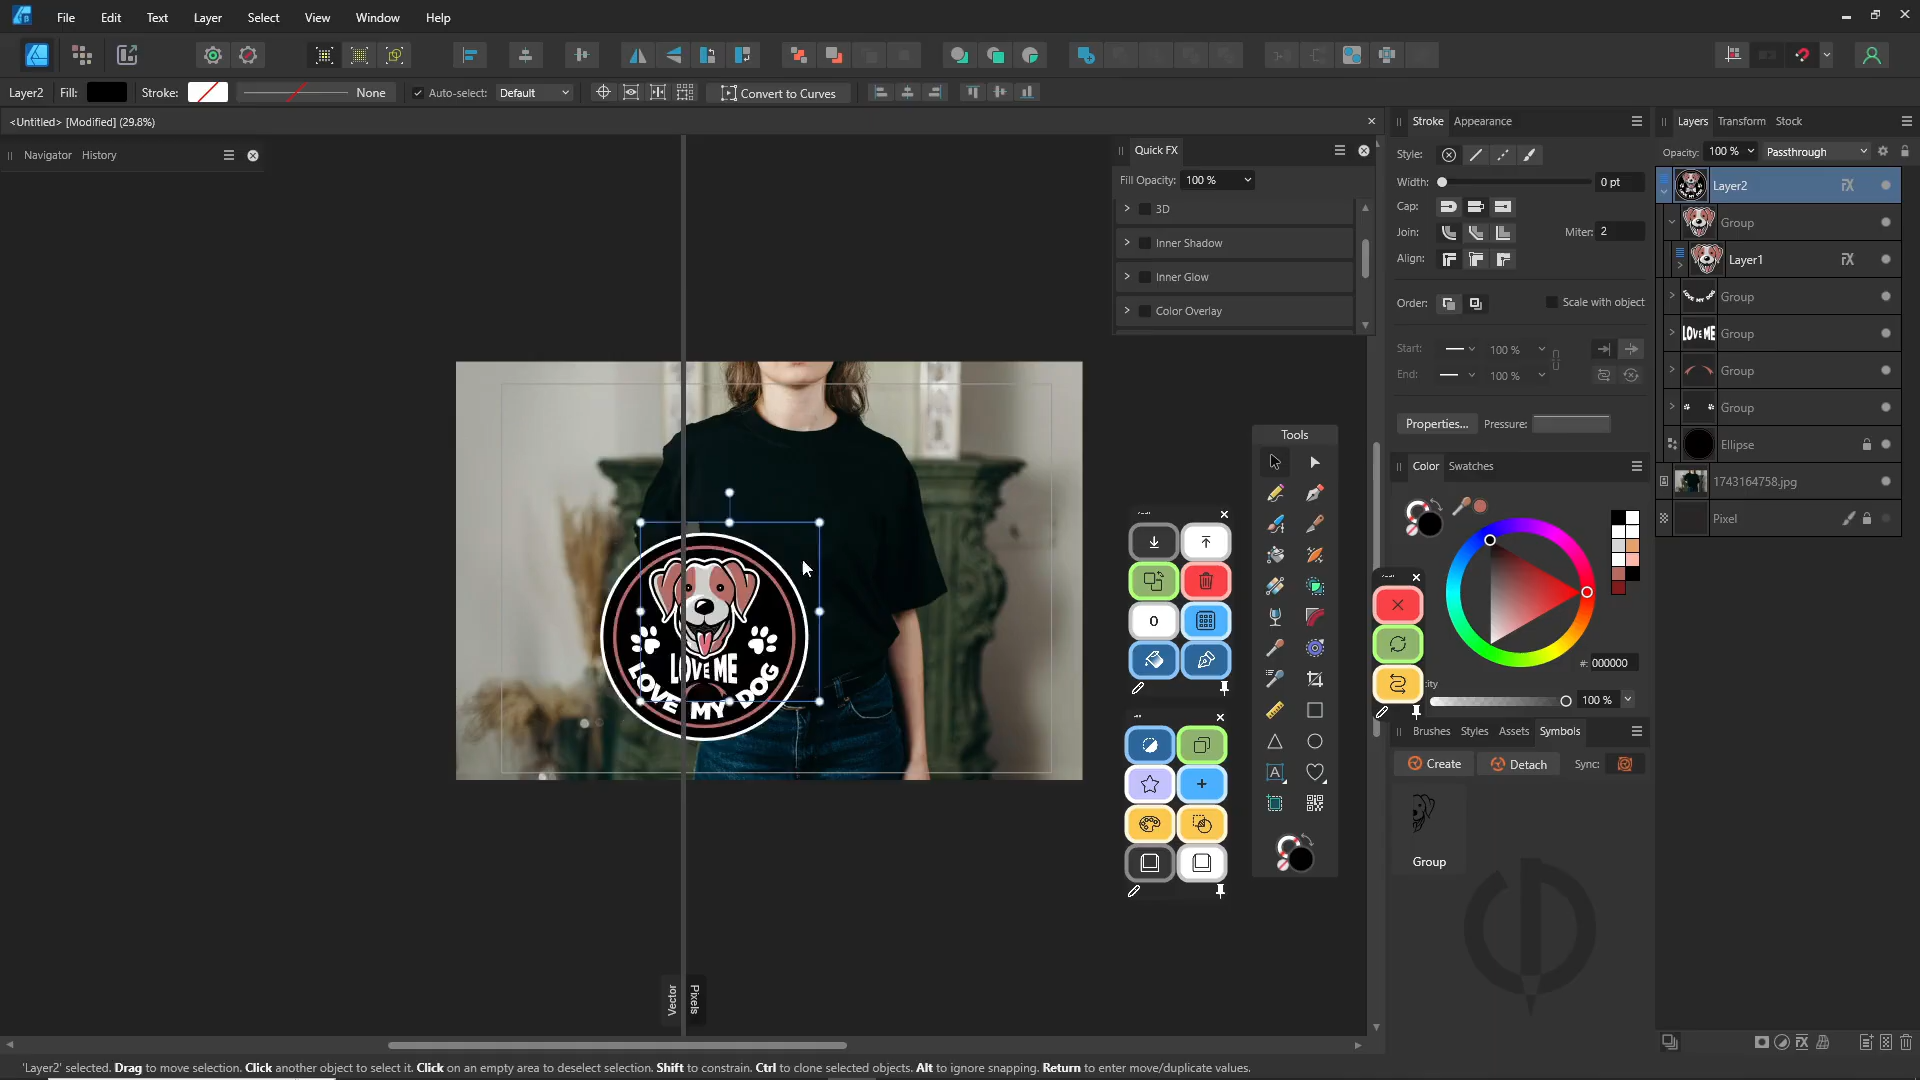 File Edit Text Layer Select View Window Help
Layer2 Fill: Stroke: None Auto-select: Default Convert to Curves
<Untitled> [Modified] (29.8%)
Navigator History
Quick FX
Fill Opacity: 100 %
3D
Inner Shadow
Inner Glow
Color Overlay
LOVE ME
LOVE MY DOG
Vector
Pixels
Tools
0
Stroke Appearance
Style:
Width: 0 pt
Cap:
Join: Miter: 2
Align:
Order: Scale with object
Start: 100 %
End: 100 %
Properties... Pressure:
Color Swatches
#: 000000
100 %
Brushes Styles Assets Symbols
Create Detach Sync:
Group
Layers Transform Stock
Opacity: 100 % Passthrough
Layer2
Group
Layer1
Group
LOVE ME Group
Group
Group
Ellipse
1743164758.jpg
Pixel
'Layer2' selected. Drag to move selection. Click another object to select it. Click on an empty area to deselect selection. Shift to constrain. Ctrl to clone selected objects. Alt to ignore snapping. Return to enter move/duplicate values.